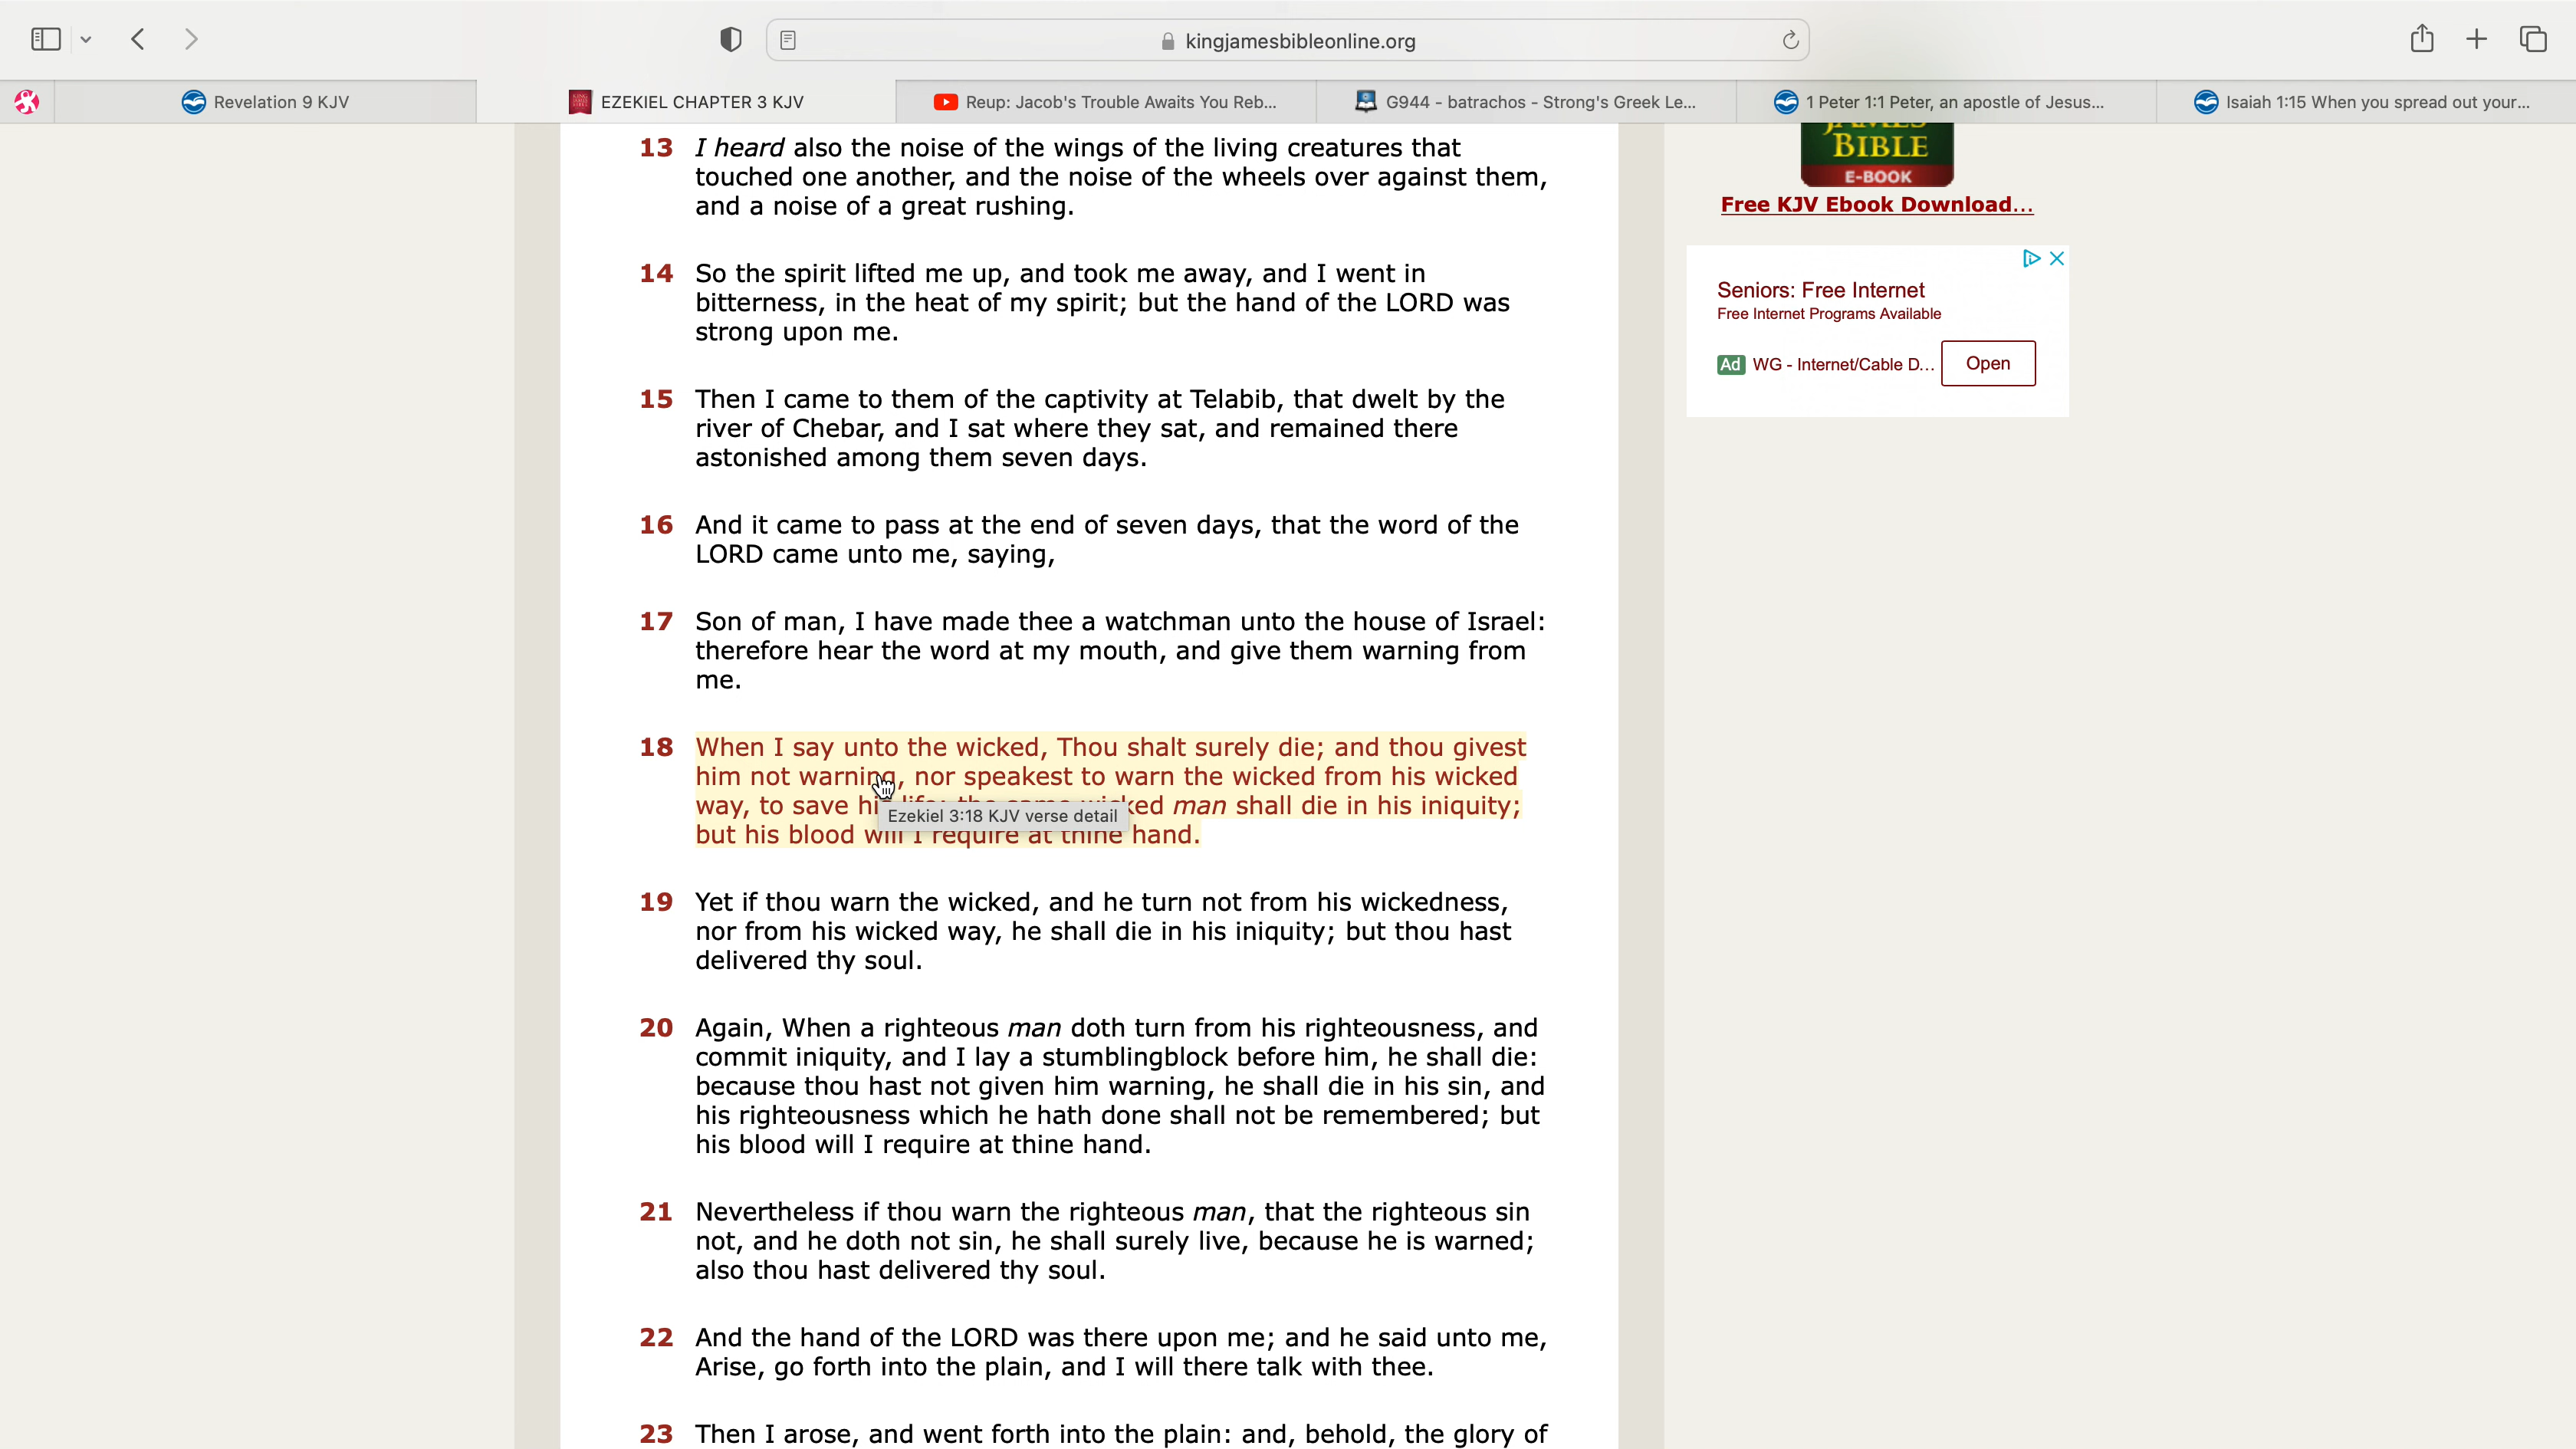 kingjamesbibleonline.org
Revelation 9 KJV
EZEKIEL CHAPTER 3 KJV
Reup: Jacob's Trouble Awaits You Reb...
G944 - batrachos - Strong's Greek Le...
1 Peter 1:1 Peter, an apostle of Jesus...
Isaiah 1:15 When you spread out your...
13 I heard also the noise of the wings of the living creatures that
touched one another, and the noise of the wheels over against them,
and a noise of a great rushing.
14 So the spirit lifted me up, and took me away, and I went in
bitterness, in the heat of my spirit; but the hand of the LORD was
strong upon me.
15 Then I came to them of the captivity at Telabib, that dwelt by the
river of Chebar, and I sat where they sat, and remained there
astonished among them seven days.
16 And it came to pass at the end of seven days, that the word of the
LORD came unto me, saying,
17 Son of man, I have made thee a watchman unto the house of Israel:
therefore hear the word at my mouth, and give them warning from
me.
18 When I say unto the wicked, Thou shalt surely die; and thou givest
him not warning, nor speakest to warn the wicked from his wicked
way, to save his life; the same wicked man shall die in his iniquity;
Ezekiel 3:18 KJV verse detail
but his blood will I require at thine hand.
19 Yet if thou warn the wicked, and he turn not from his wickedness,
nor from his wicked way, he shall die in his iniquity; but thou hast
delivered thy soul.
20 Again, When a righteous man doth turn from his righteousness, and
commit iniquity, and I lay a stumblingblock before him, he shall die:
because thou hast not given him warning, he shall die in his sin, and
his righteousness which he hath done shall not be remembered; but
his blood will I require at thine hand.
21 Nevertheless if thou warn the righteous man, that the righteous sin
not, and he doth not sin, he shall surely live, because he is warned;
also thou hast delivered thy soul.
22 And the hand of the LORD was there upon me; and he said unto me,
Arise, go forth into the plain, and I will there talk with thee.
23 Then I arose, and went forth into the plain: and, behold, the glory of
JAMES
BIBLE
E-BOOK
Free KJV Ebook Download...
Seniors: Free Internet
Free Internet Programs Available
Ad WG - Internet/Cable D...
Open